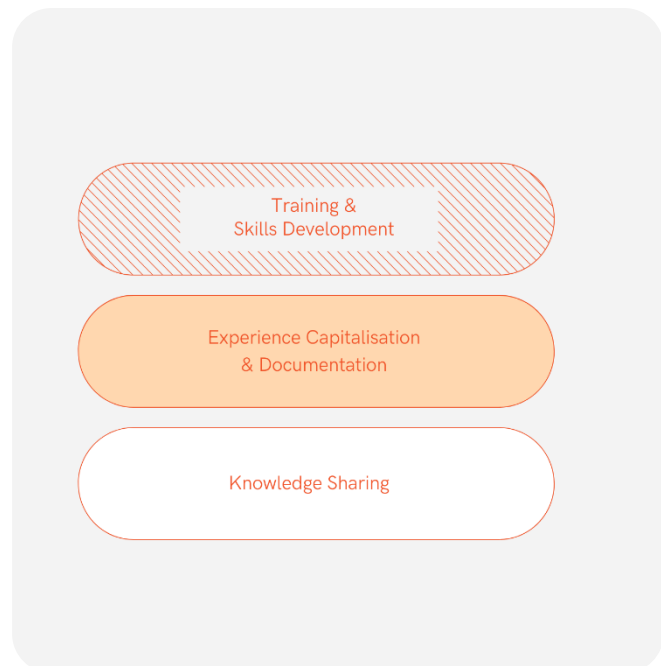 Training &
Skills Development
Experience Capitalisation
& Documentation
Knowledge Sharing